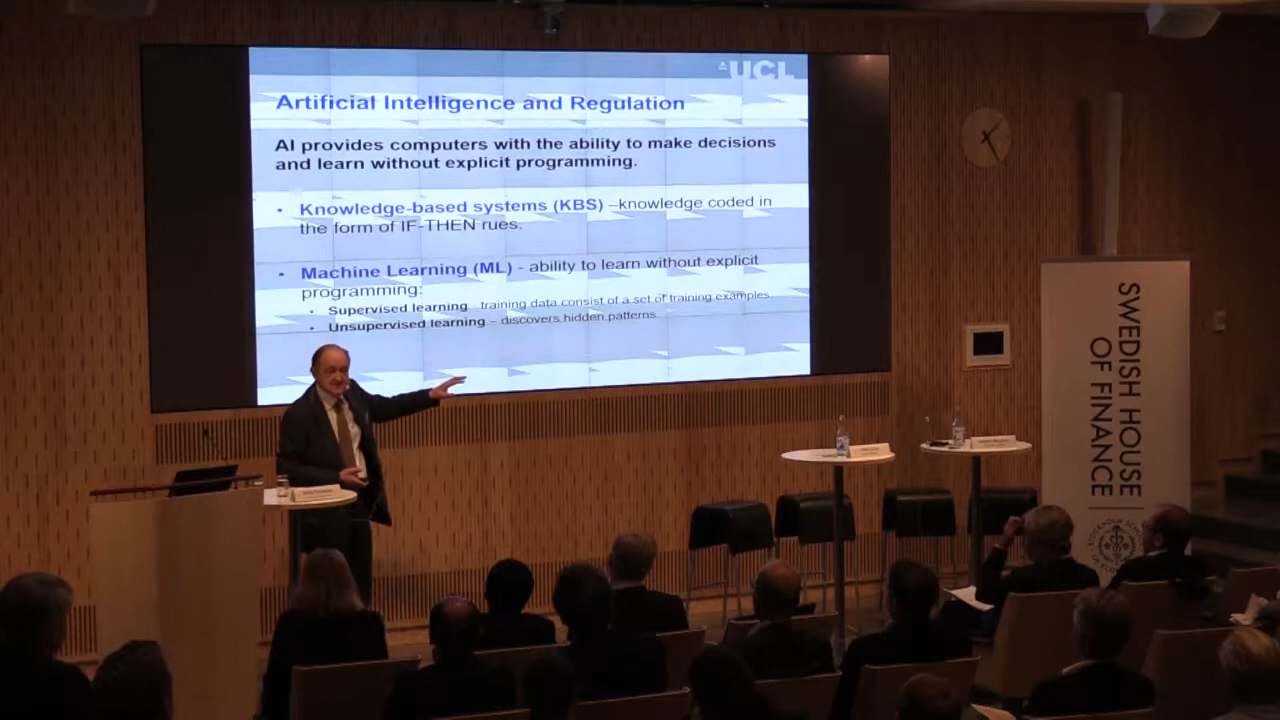 UCL
Artificial Intelligence and Regulation
AI provides computers with the ability to make decisions
and learn without explicit programming.
• Knowledge-based systems (KBS) –knowledge coded in
the form of IF-THEN rues.
• Machine Learning (ML) - ability to learn without explicit
programming:
• Supervised learning - training data consist of a set of training examples.
• Unsupervised learning – discovers hidden patterns
SWEDISH HOUSE
OF FINANCE
STOCKHOLM SCHOOL